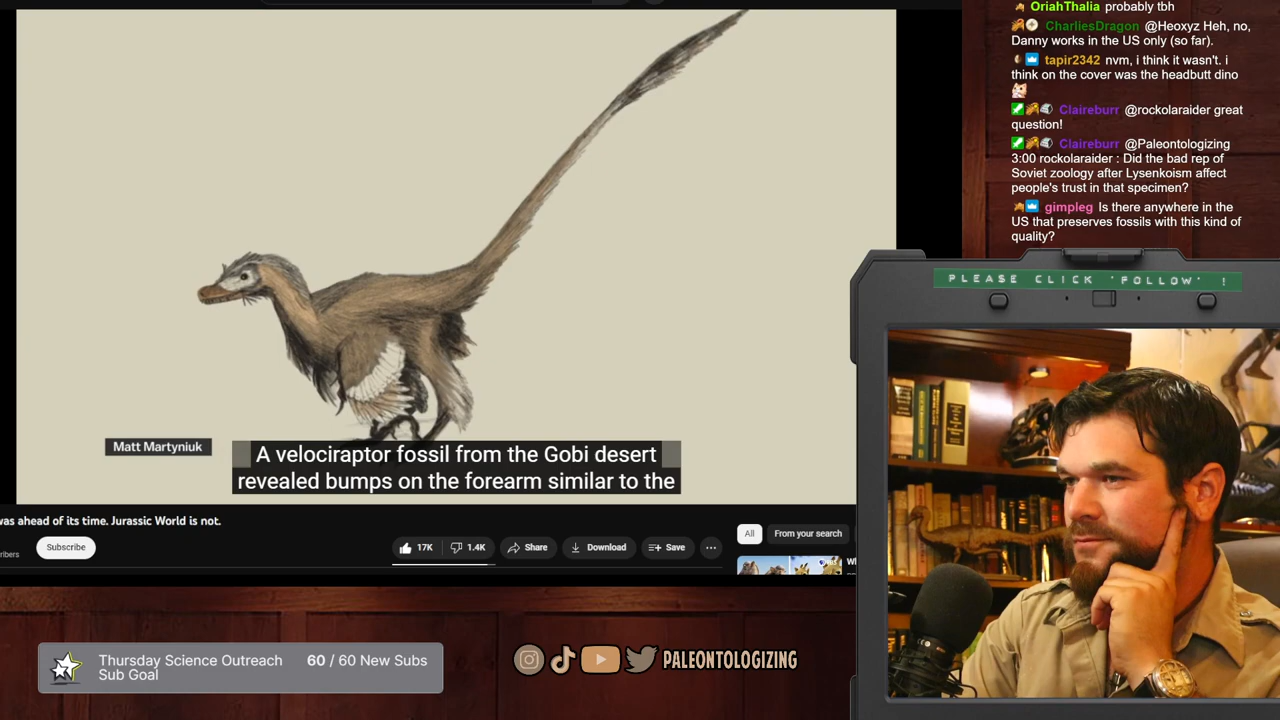 OriahThalia probably tbh
CharliesDragon @Heoxyz Heh, no,
Danny works in the US only (so far).
tapir2342 nvm, i think it wasn't. i
think on the cover was the headbutt dino
Claireburr @rockolaraider great
question!
Claireburr @Paleontologizing
3:00 rockolaraider : Did the bad rep of
Soviet zoology after Lysenkoism affect
people's trust in that specimen?
gimpleg Is there anywhere in the
US that preserves fossils with this kind of
quality?
PLEASE CLICK 'FOLLOW' !
Matt Martyniuk
A velociraptor fossil from the Gobi desert
revealed bumps on the forearm similar to the
was ahead of its time. Jurassic World is not.
ribers
Subscribe
17K
1.4K
Share
Download
Save
All
From your search
Thursday Science Outreach
Sub Goal
60 / 60 New Subs
PALEONTOLOGIZING